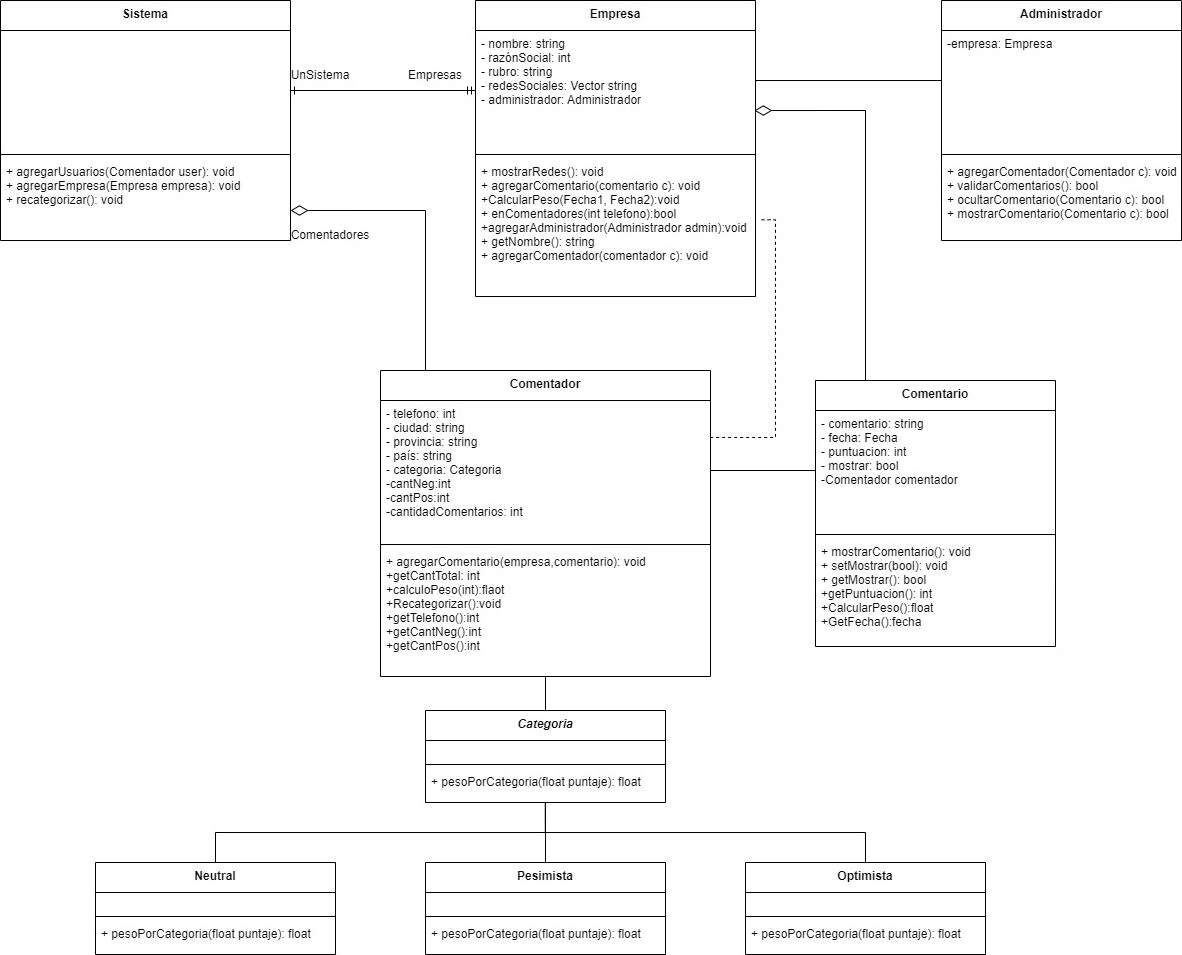 Sistema
+ agregarUsuarios(Comentador user): void
+ agregarEmpresa(Empresa empresa): void
+ recategorizar(): void
UnSistema
Empresas
Comentadores
Empresa
- nombre: string
- razónSocial: int
- rubro: string
- redesSociales: Vector string
- administrador: Administrador
+ mostrarRedes(): void
+ agregarComentario(comentario c): void
+CalcularPeso(Fecha1, Fecha2):void
+ enComentadores(int telefono):bool
+agregarAdministrador(Administrador admin):void
+ getNombre(): string
+ agregarComentador(comentador c): void
Administrador
-empresa: Empresa
+ agregarComentador(Comentador c): void
+ validarComentarios(): bool
+ ocultarComentario(Comentario c): bool
+ mostrarComentario(Comentario c): bool
Comentador
- telefono: int
- ciudad: string
- provincia: string
- país: string
- categoria: Categoria
-cantNeg:int
-cantPos:int
-cantidadComentarios: int
+ agregarComentario(empresa,comentario): void
+getCantTotal: int
+calculoPeso(int):flaot
+Recategorizar():void
+getTelefono():int
+getCantNeg():int
+getCantPos():int
Comentario
- comentario: string
- fecha: Fecha
- puntuacion: int
- mostrar: bool
-Comentador comentador
+ mostrarComentario(): void
+ setMostrar(bool): void
+ getMostrar(): bool
+getPuntuacion(): int
+CalcularPeso():float
+GetFecha():fecha
Categoria
+ pesoPorCategoria(float puntaje): float
Neutral
+ pesoPorCategoria(float puntaje): float
Pesimista
+ pesoPorCategoria(float puntaje): float
Optimista
+ pesoPorCategoria(float puntaje): float